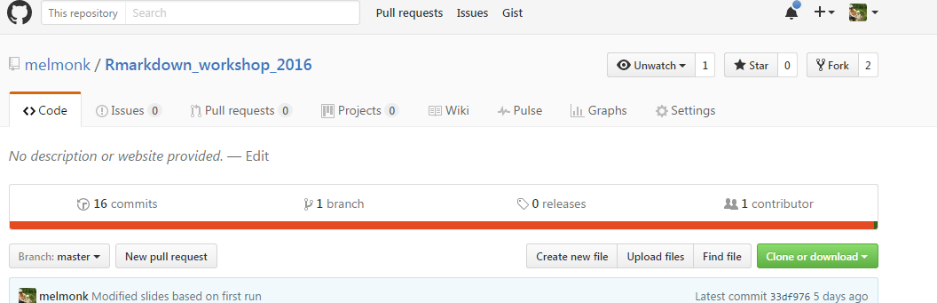 This repository Search Pull requests Issues Gist
melmonk / Rmarkdown_workshop_2016 Unwatch 1 Star 0 Fork 2
Code Issues 0 Pull requests 0 Projects 0 Wiki Pulse Graphs Settings
No description or website provided. — Edit
16 commits 1 branch 0 releases 1 contributor
Branch: master New pull request Create new file Upload files Find file Clone or download
melmonk Modified slides based on first run Latest commit 33df976 5 days ago